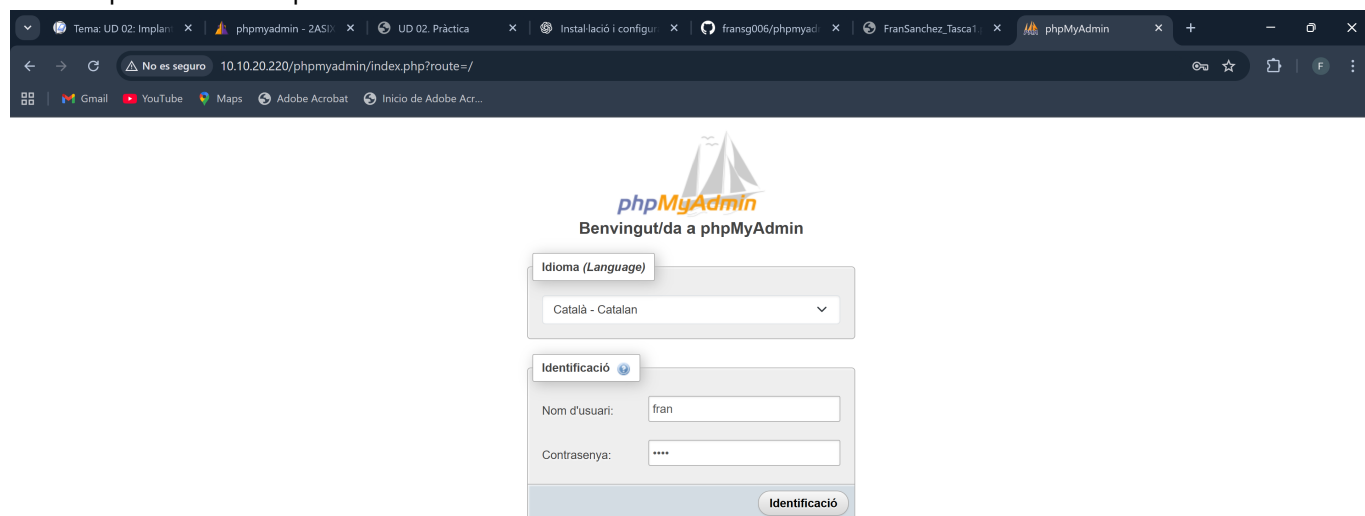 Tema: UD 02: Implan
phpmyadmin - 2ASIX
UD 02. Pràctica
Instal·lació i configur
fransg006/phpmyad
FranSanchez_Tasca1
phpMyAdmin
No es seguro
10.10.20.220/phpmyadmin/index.php?route=/
F
Gmail
YouTube
Maps
Adobe Acrobat
Inicio de Adobe Acr...
phpMyAdmin
Benvingut/da a phpMyAdmin
Idioma (Language)
Català - Catalan
Identificació
Nom d'usuari:
fran
Contrasenya:
••••
Identificació